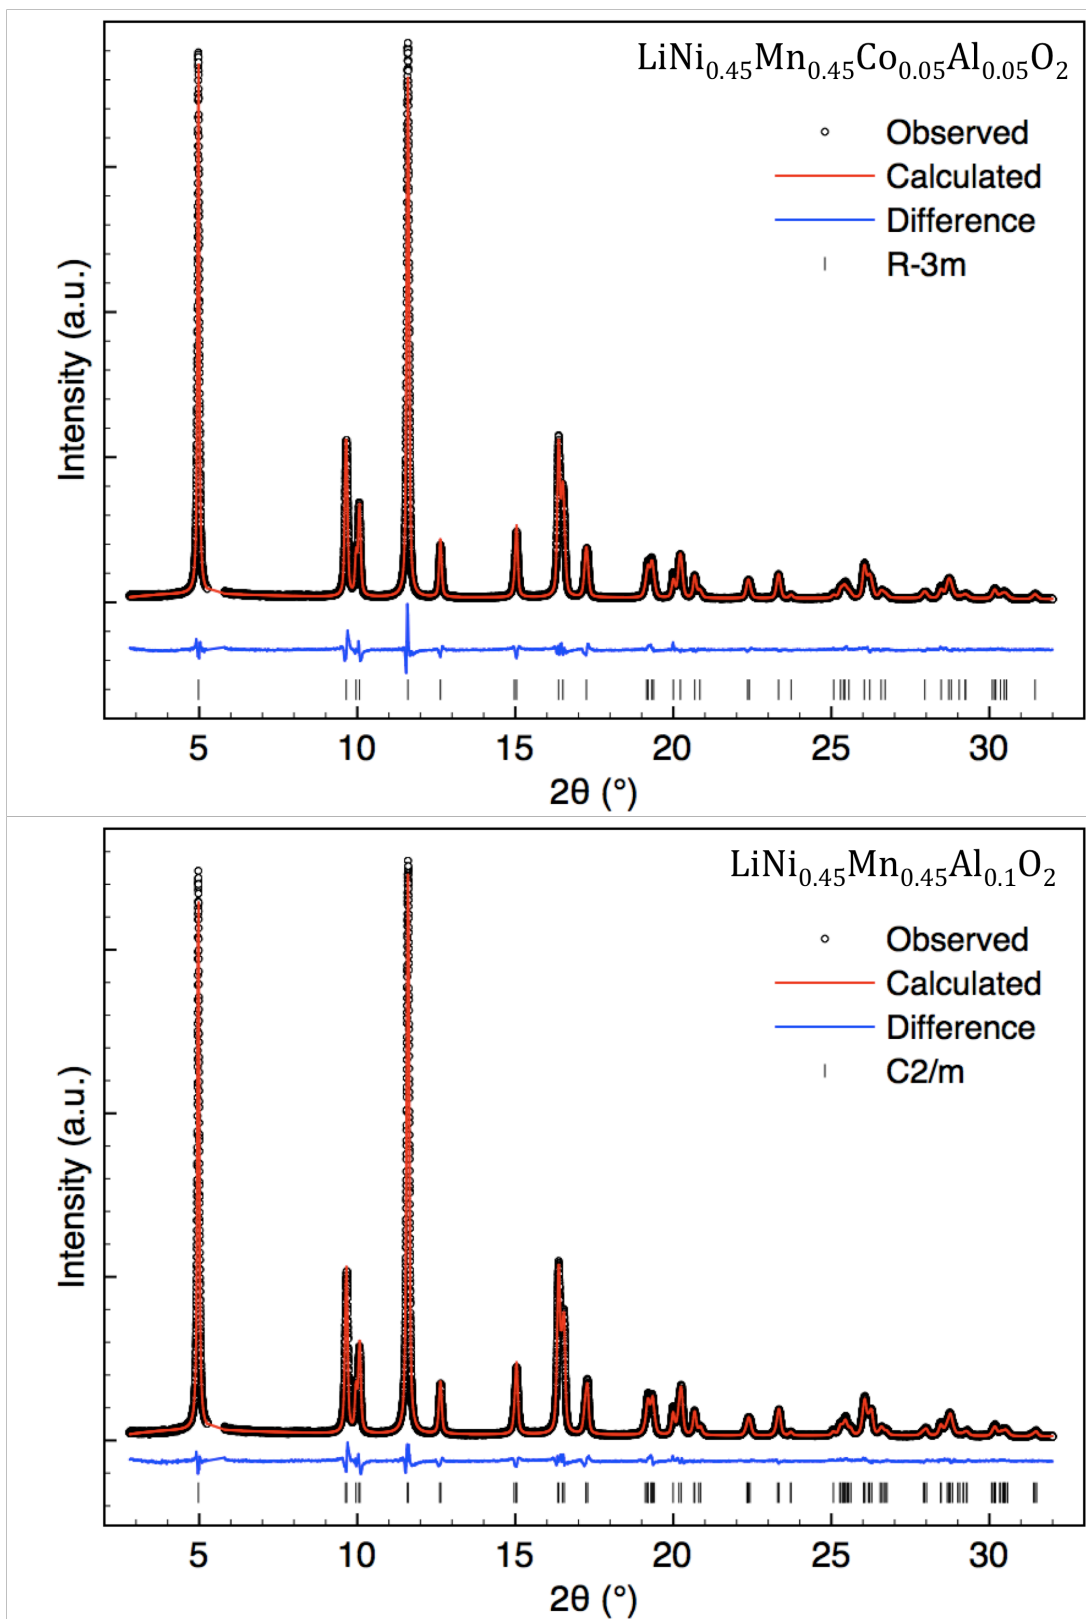 LiNi₀.₄₅Mn₀.₄₅Co₀.₀₅Al₀.₀₅O₂
Observed
Calculated
Difference
R-3m
Intensity (a.u.)
5 10 15 20 25 30
2θ (°)
LiNi₀.₄₅Mn₀.₄₅Al₀.₁O₂
Observed
Calculated
Difference
C2/m
Intensity (a.u.)
5 10 15 20 25 30
2θ (°)